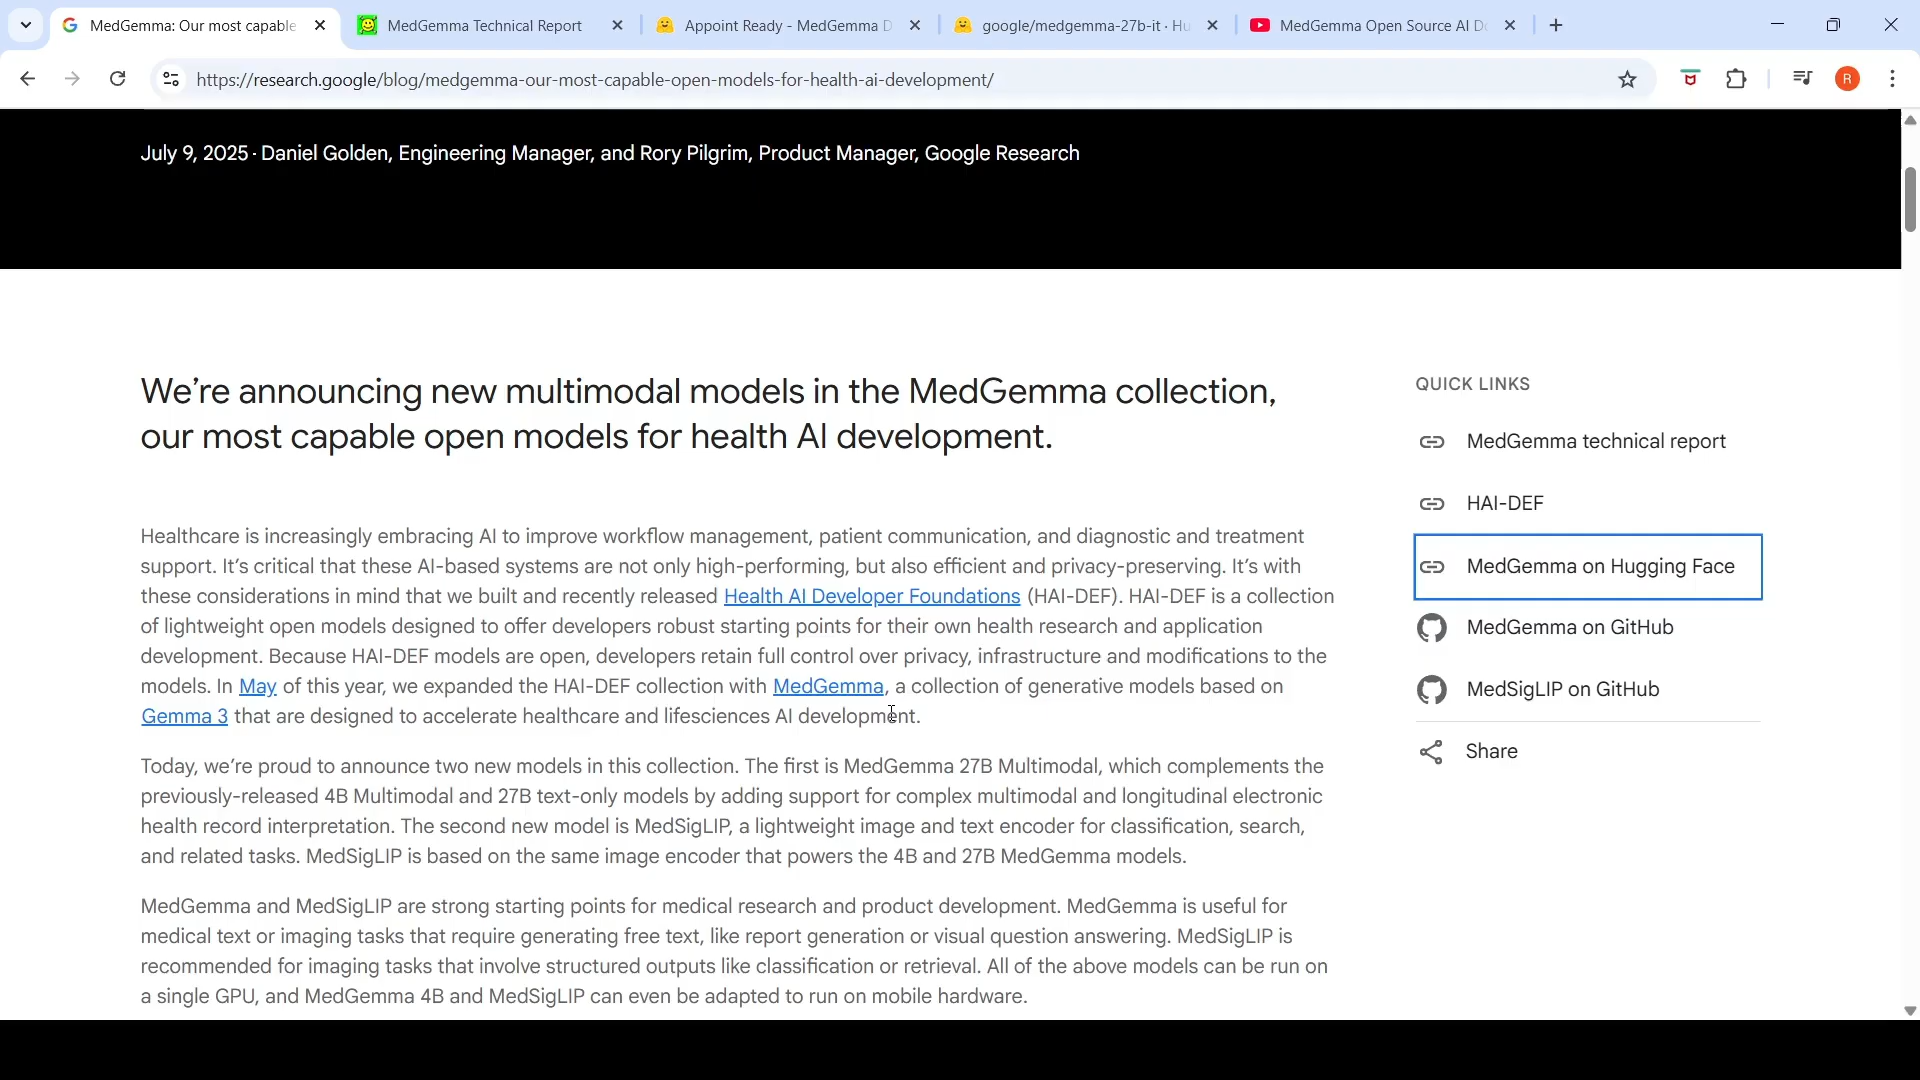 MedGemma: Our most capable
MedGemma Technical Report
Appoint Ready - MedGemma D
google/medgemma-27b-it · Hu
MedGemma Open Source AI Do
https://research.google/blog/medgemma-our-most-capable-open-models-for-health-ai-development/
R
July 9, 2025 · Daniel Golden, Engineering Manager, and Rory Pilgrim, Product Manager, Google Research
We’re announcing new multimodal models in the MedGemma collection,
our most capable open models for health AI development.
Healthcare is increasingly embracing AI to improve workflow management, patient communication, and diagnostic and treatment
support. It’s critical that these AI-based systems are not only high-performing, but also efficient and privacy-preserving. It’s with
these considerations in mind that we built and recently released Health AI Developer Foundations (HAI-DEF). HAI-DEF is a collection
of lightweight open models designed to offer developers robust starting points for their own health research and application
development. Because HAI-DEF models are open, developers retain full control over privacy, infrastructure and modifications to the
models. In May of this year, we expanded the HAI-DEF collection with MedGemma, a collection of generative models based on
Gemma 3 that are designed to accelerate healthcare and lifesciences AI development.
Today, we’re proud to announce two new models in this collection. The first is MedGemma 27B Multimodal, which complements the
previously-released 4B Multimodal and 27B text-only models by adding support for complex multimodal and longitudinal electronic
health record interpretation. The second new model is MedSigLIP, a lightweight image and text encoder for classification, search,
and related tasks. MedSigLIP is based on the same image encoder that powers the 4B and 27B MedGemma models.
MedGemma and MedSigLIP are strong starting points for medical research and product development. MedGemma is useful for
medical text or imaging tasks that require generating free text, like report generation or visual question answering. MedSigLIP is
recommended for imaging tasks that involve structured outputs like classification or retrieval. All of the above models can be run on
a single GPU, and MedGemma 4B and MedSigLIP can even be adapted to run on mobile hardware.
QUICK LINKS
MedGemma technical report
HAI-DEF
MedGemma on Hugging Face
MedGemma on GitHub
MedSigLIP on GitHub
Share